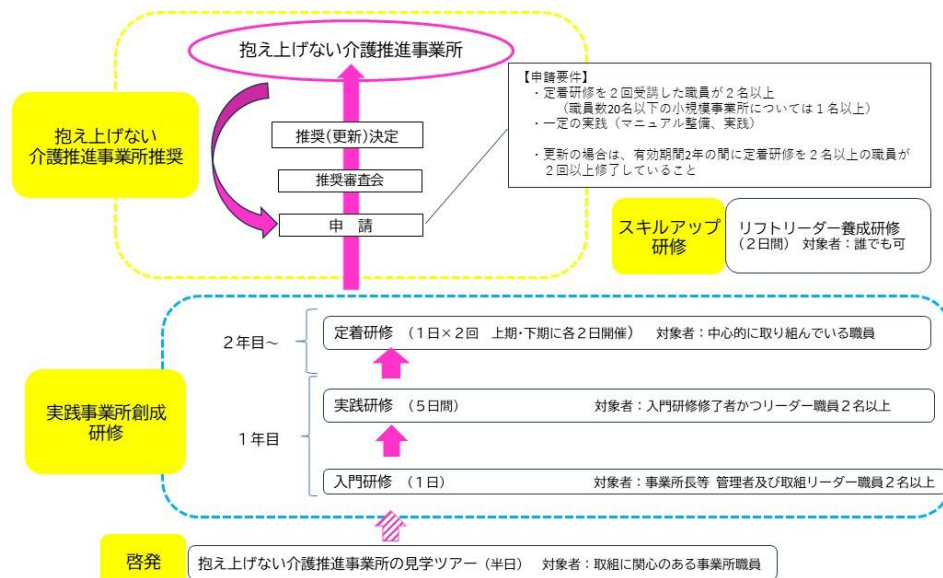 抱え上げない介護推進事業所
抱え上げない
介護推進事業所推奨
推奨(更新)決定
推奨審査会
申　請
【申請要件】
・定着研修を２回受講した職員が２名以上
（職員数20名以下の小規模事業所については１名以上）
・一定の実践（マニュアル整備、実践）
・更新の場合は、有効期間2年の間に定着研修を２名以上の職員が
２回以上修了していること
スキルアップ
研修
リフトリーダー養成研修
（２日間）　対象者：誰でも可
実践事業所創成
研修
２年目～
定着研修　（１日×２回　上期・下期に各２日開催）　対象者：中心的に取り組んでいる職員
１年目
実践研修　（５日間）　対象者：入門研修修了者かつリーダー職員２名以上
入門研修　（１日）　対象者：事業所長等 管理者及び取組リーダー職員２名以上
啓発
抱え上げない介護推進事業所の見学ツアー（半日）　対象者：取組に関心のある事業所職員